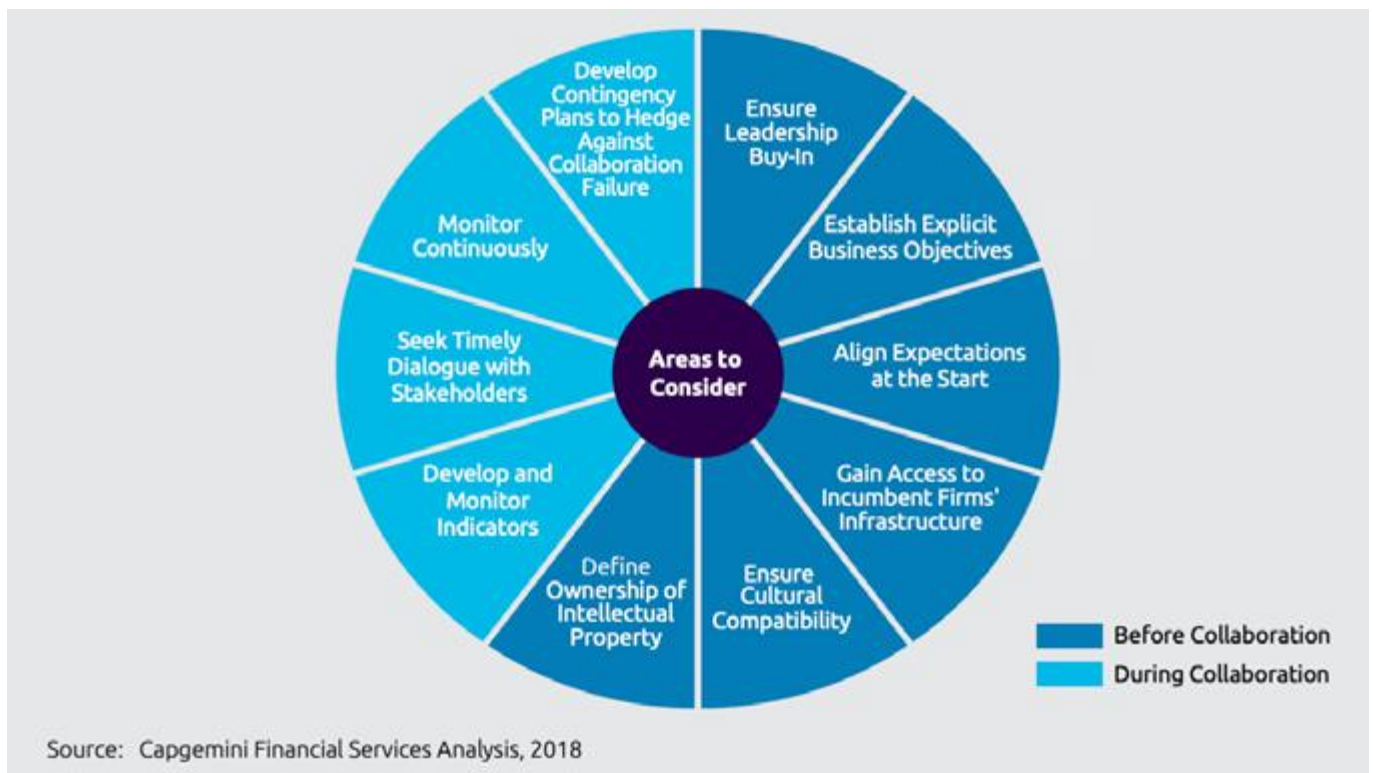 Develop
Contingency
Plans to Hedge
Against
Collaboration
Failure
Ensure
Leadership
Buy-In
Establish Explicit
Business Objectives
Align Expectations
at the Start
Gain Access to
Incumbent Firms'
Infrastructure
Ensure
Cultural
Compatibility
Define
Ownership of
Intellectual
Property
Develop and
Monitor
Indicators
Seek Timely
Dialogue with
Stakeholders
Monitor
Continuously
Areas to
Consider
Before Collaboration
During Collaboration
Source: Capgemini Financial Services Analysis, 2018